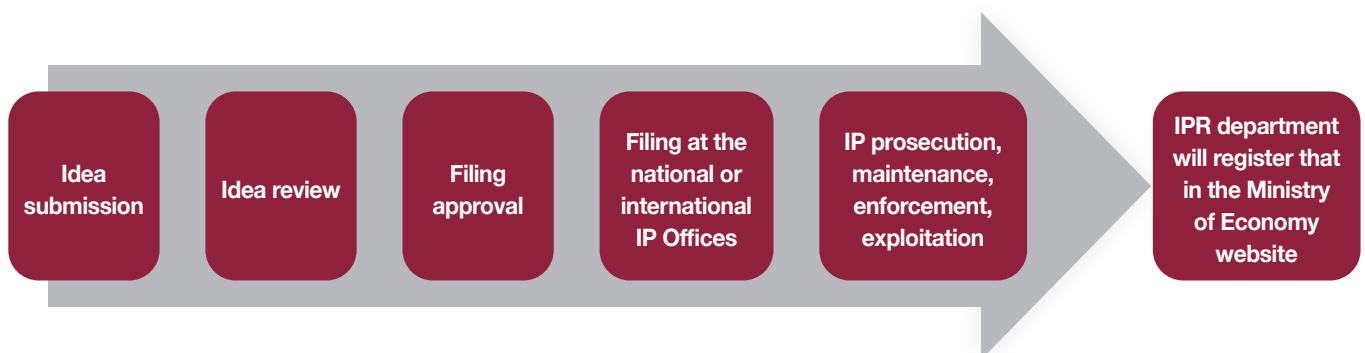 Idea
submission
Idea review
Filing
approval
Filing at the
national or
international
IP Offices
IP prosecution,
maintenance,
enforcement,
exploitation
IPR department
will register that
in the Ministry
of Economy
website